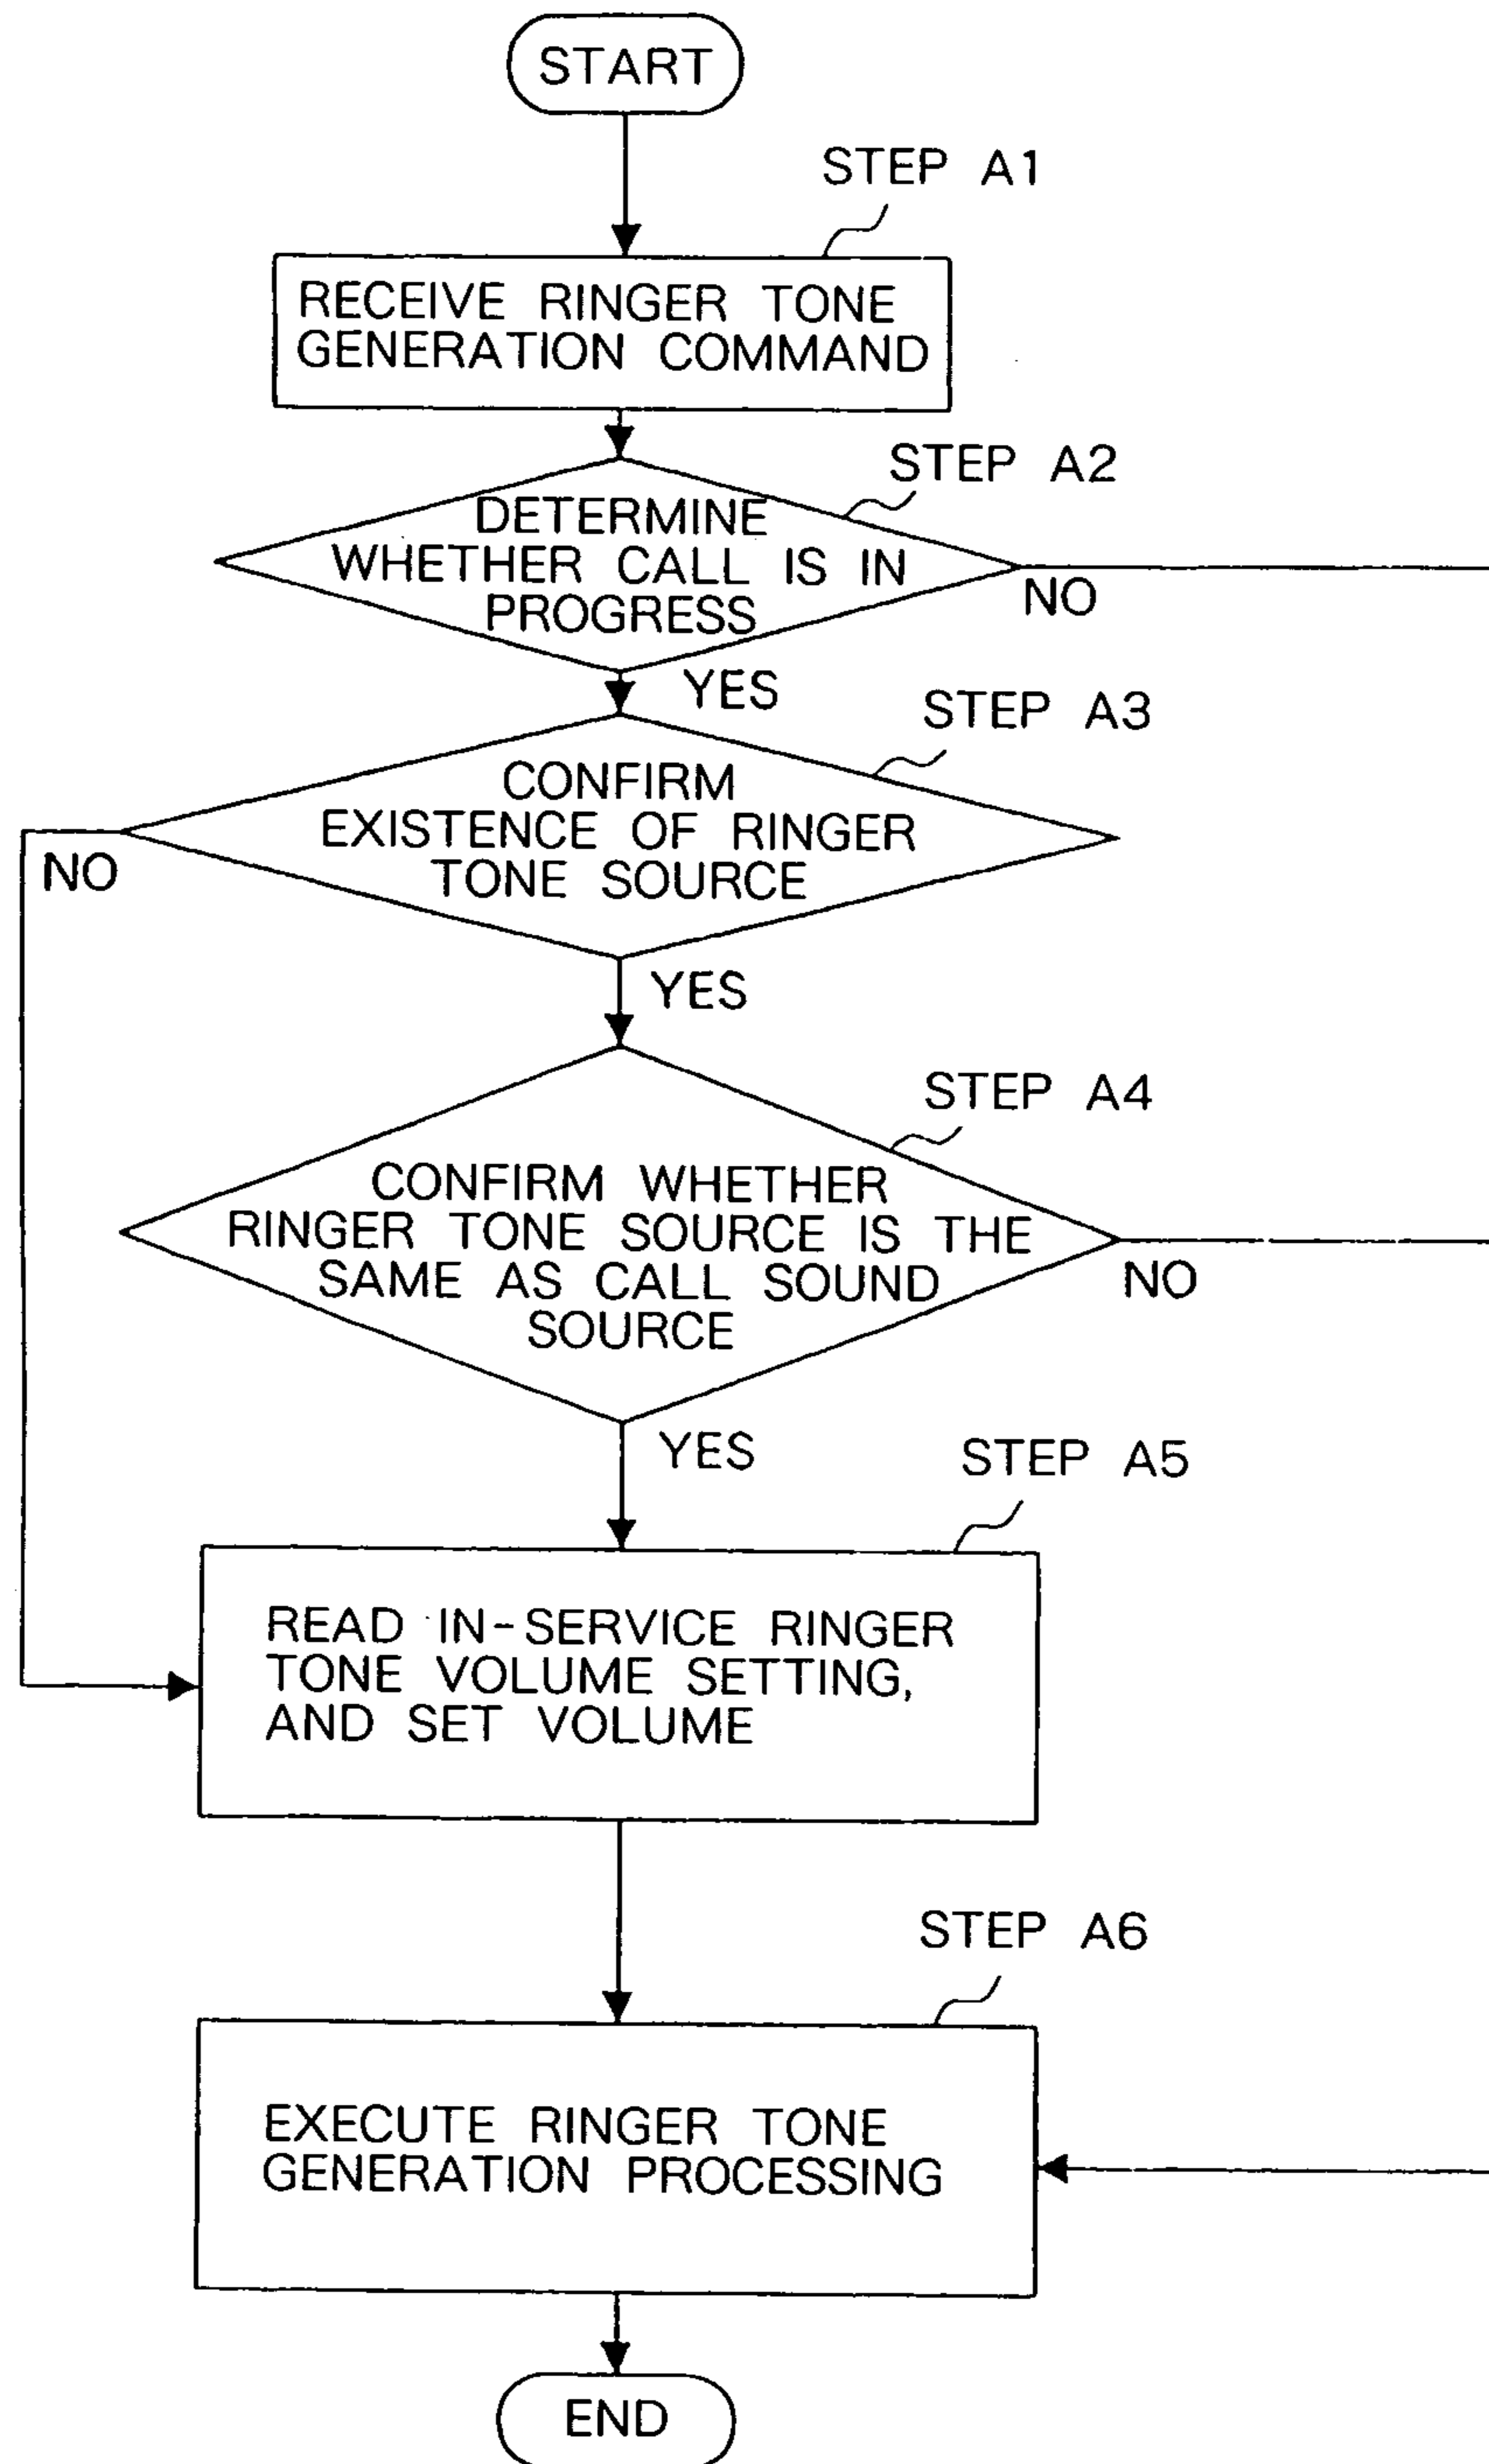 START
STEP A1
RECEIVE RINGER TONE
GENERATION COMMAND
STEP A2
DETERMINE
WHETHER CALL IS IN
PROGRESS
NO
YES
STEP A3
CONFIRM
EXISTENCE OF RINGER
TONE SOURCE
NO
YES
STEP A4
CONFIRM WHETHER
RINGER TONE SOURCE IS THE
SAME AS CALL SOUND
SOURCE
NO
YES
STEP A5
READ IN-SERVICE RINGER
TONE VOLUME SETTING,
AND SET VOLUME
STEP A6
EXECUTE RINGER TONE
GENERATION PROCESSING
END